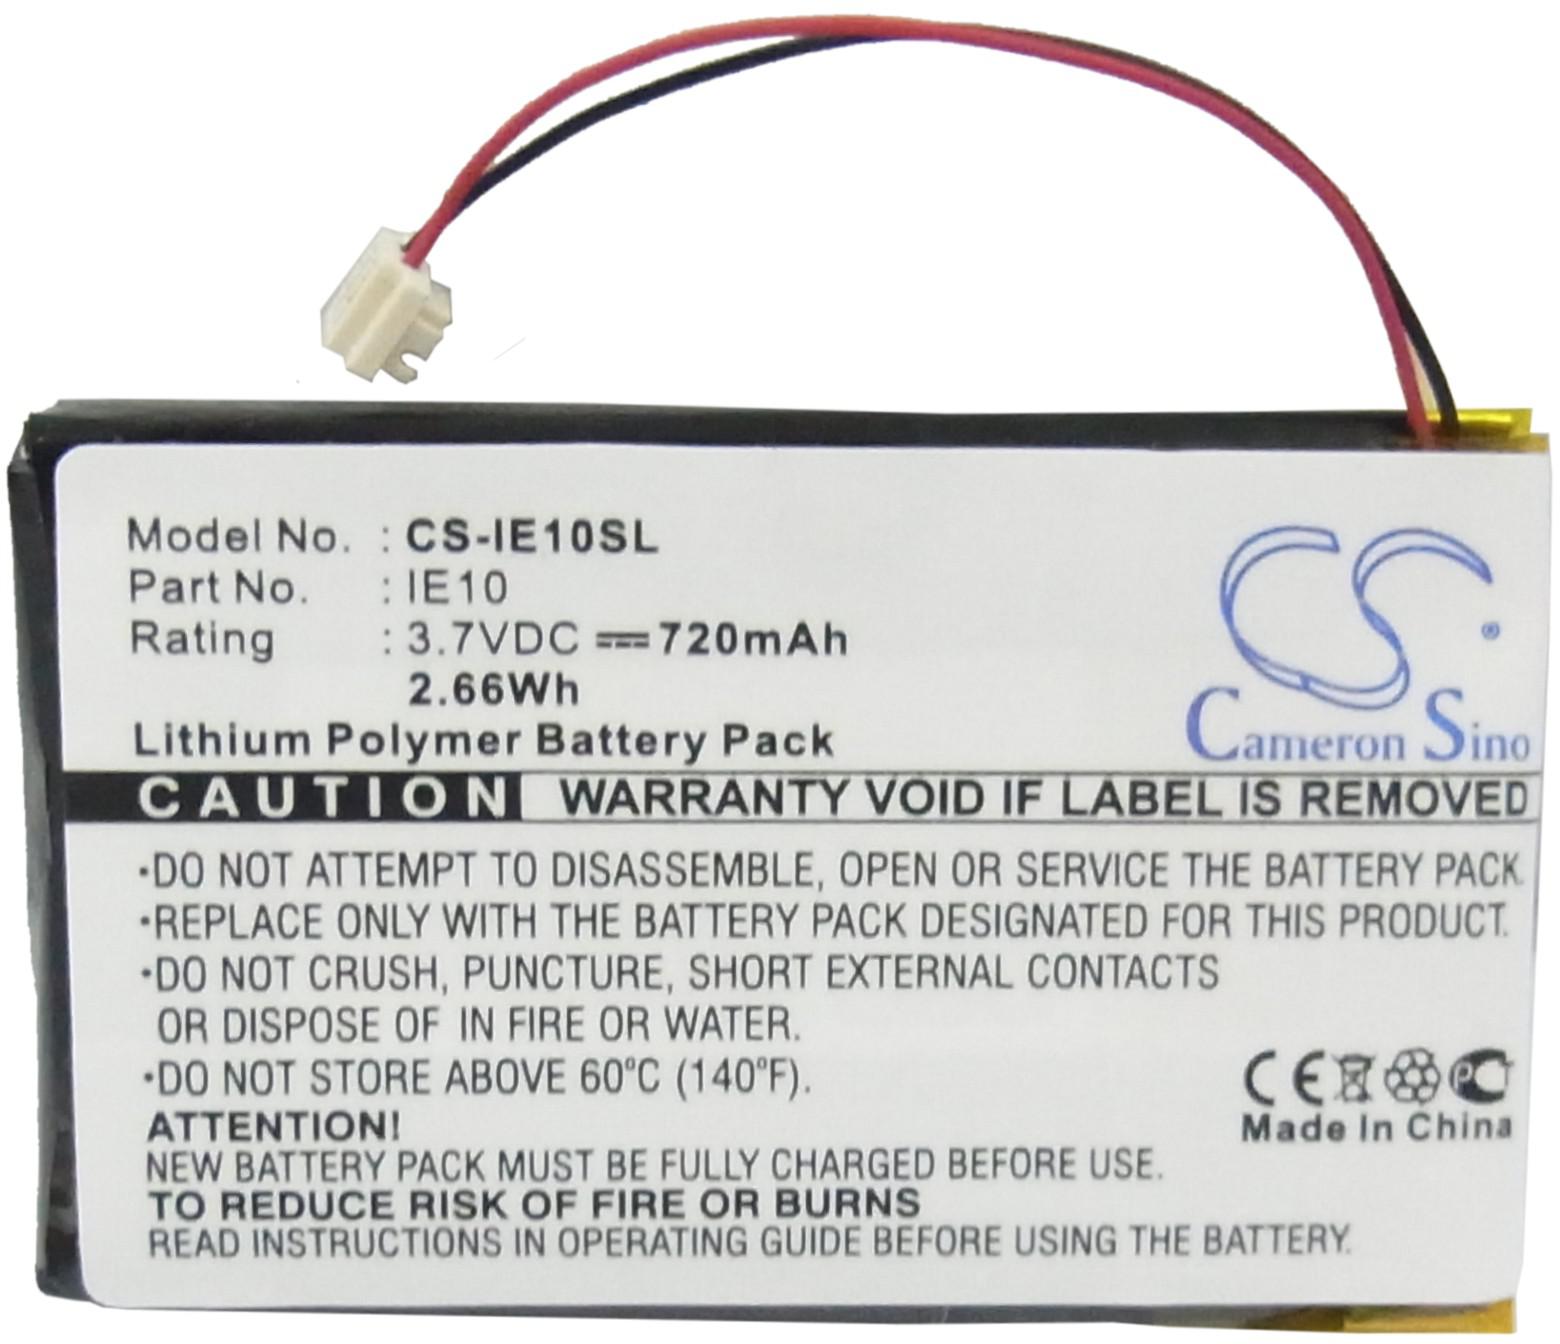 Model No. : CS-IE10SL
Part No. : IE10
Rating : 3.7VDC ⎓ 720mAh
2.66Wh
Lithium Polymer Battery Pack
CS®
Cameron Sino
CAUTION WARRANTY VOID IF LABEL IS REMOVED
·DO NOT ATTEMPT TO DISASSEMBLE, OPEN OR SERVICE THE BATTERY PACK.
·REPLACE ONLY WITH THE BATTERY PACK DESIGNATED FOR THIS PRODUCT.
·DO NOT CRUSH, PUNCTURE, SHORT EXTERNAL CONTACTS
OR DISPOSE OF IN FIRE OR WATER.
·DO NOT STORE ABOVE 60°C (140°F).
CE PC
Made In China
ATTENTION!
NEW BATTERY PACK MUST BE FULLY CHARGED BEFORE USE.
TO REDUCE RISK OF FIRE OR BURNS
READ INSTRUCTIONS IN OPERATING GUIDE BEFORE USING THE BATTERY.